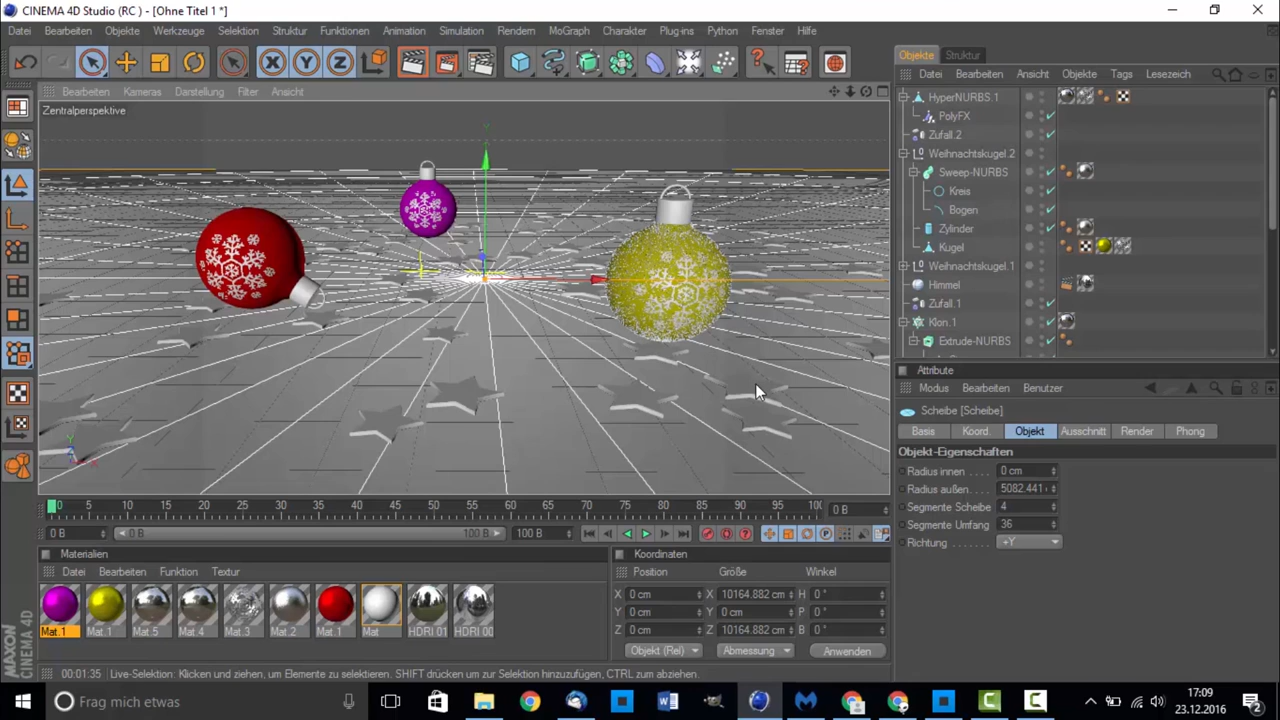 CINEMA 4D Studio (RC ) - [Ohne Titel 1 *]
Datei Bearbeiten Objekte Werkzeuge Selektion Struktur Funktionen Animation Simulation Rendern MoGraph Charakter Plug-ins Python Fenster Hilfe
X Y Z
Objekte Struktur
Datei Bearbeiten Ansicht Objekte Tags Lesezeich
Bearbeiten Kameras Darstellung Filter Ansicht
Zentralperspektive
HyperNURBS.1
PolyFX
Zufall.2
Weihnachtskugel.2
Sweep-NURBS
Kreis
Bogen
Zylinder
Kugel
Weihnachtskugel.1
Himmel
Zufall.1
Klon.1
Extrude-NURBS
Attribute
Modus Bearbeiten Benutzer
Scheibe [Scheibe]
Basis Koord. Objekt Ausschnitt Render Phong
Objekt-Eigenschaften
Radius innen 0 cm
Radius außen 5082.441
Segmente Scheibe 4
Segmente Umfang 36
Richtung +Y
Y
X
0 5 10 15 20 25 30 35 40 45 50 55 60 65 70 75 80 85 90 95 100 0 B
0 B 0 B 100 B 100 B
Materialien
Datei Bearbeiten Funktion Textur
Mat.1 Mat.1 Mat.5 Mat.4 Mat.3 Mat.2 Mat.1 Mat HDRI 01 HDRI 00
Koordinaten
Position Größe Winkel
X 0 cm X 10164.882 cm H 0 °
Y 0 cm Y 0 cm P 0 °
Z 0 cm Z 10164.882 cm B 0 °
Objekt (Rel) Abmessung Anwenden
MAXON
CINEMA 4D
00:01:35 Live-Selektion: Klicken und ziehen, um Elemente zu selektieren. SHIFT drücken um zur Selektion hinzuzufügen, CTRL zum abziehen.
Frag mich etwas
17:09
23.12.2016
2